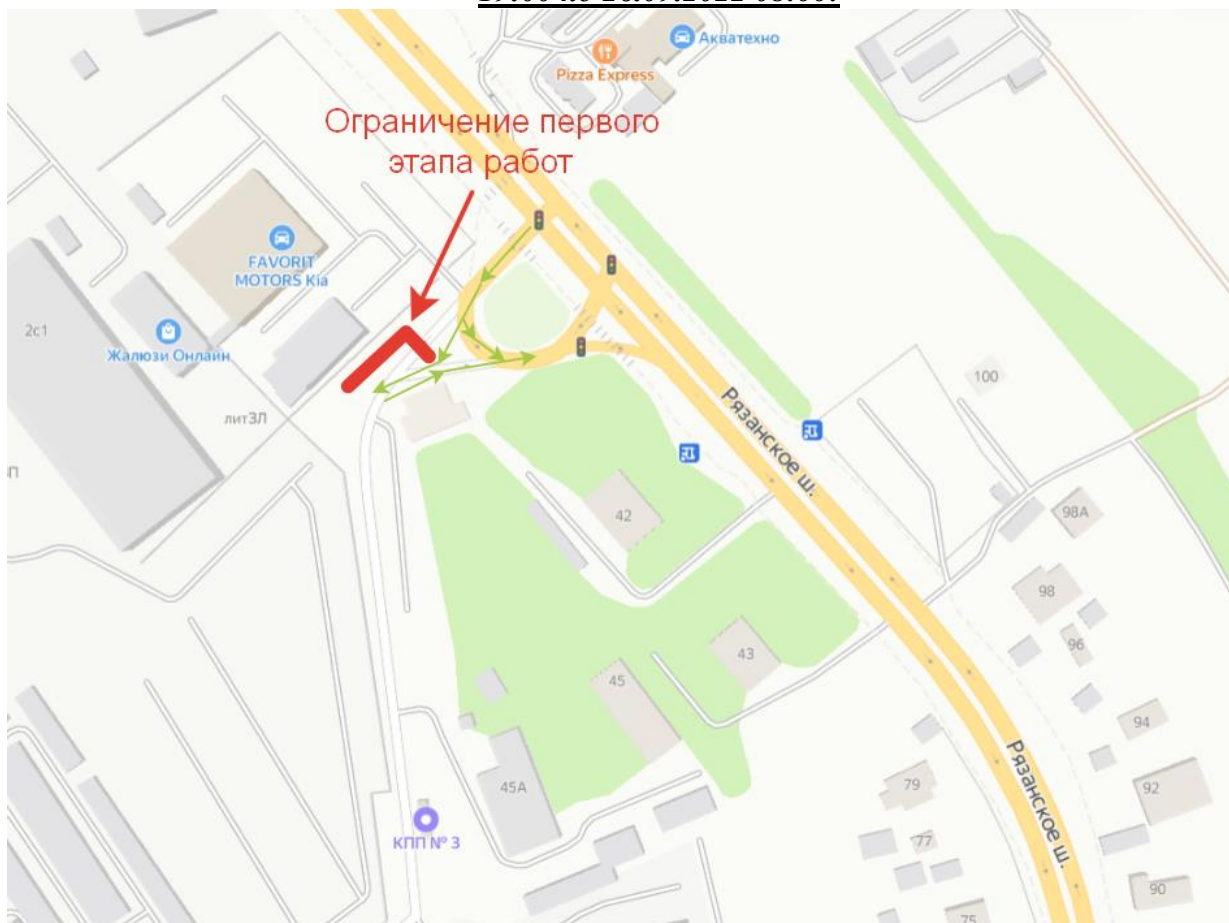 Акватехно
Pizza Express
Ограничение первого
этапа работ
FAVORIT
MOTORS Kia
2с1
Жалюзи Онлайн
100
Рязанское ш.
литЗЛ
98А
42
98
96
43
45
94
Рязанское ш.
79
92
45А
КПП № 3
77
90
75